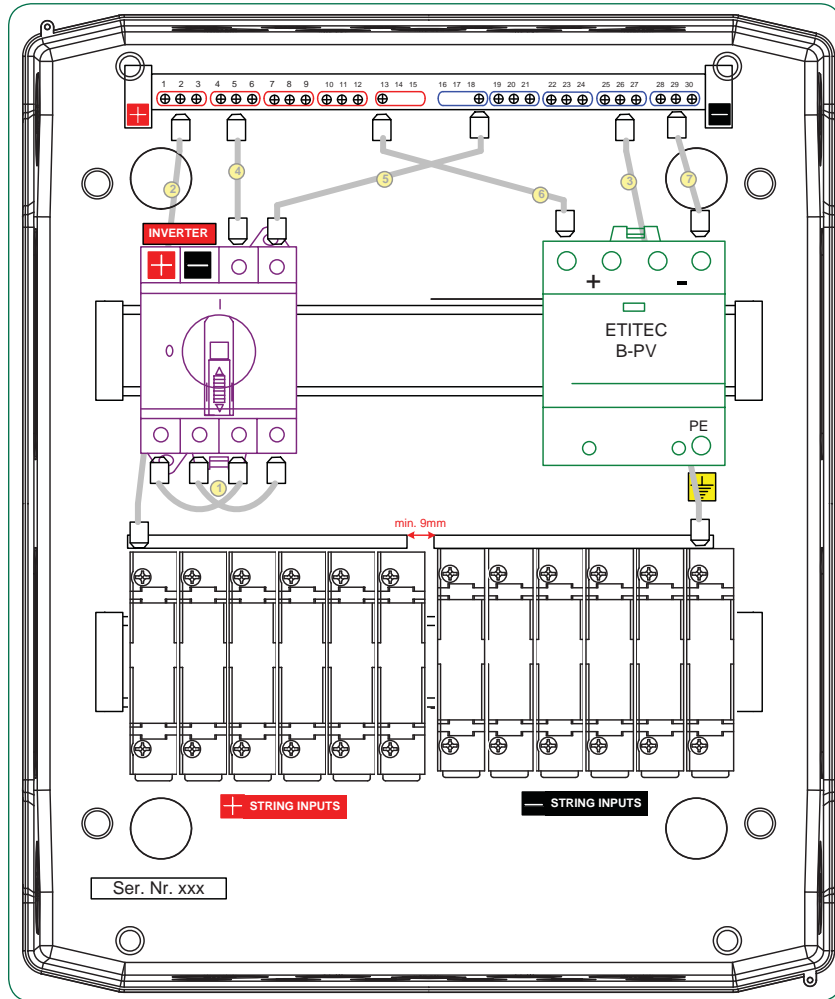 1 2 3 4 5 6 7 8 9 10 11 12 13 14 15 16 17 18 19 20 21 22 23 24 25 26 27 28 29 30
+ −
4
5
2 6 3 7
INVERTER
+ −
+ -
I
0
ETITEC
B-PV
PE
1
min. 9mm
+ STRING INPUTS
− STRING INPUTS
Ser. Nr. xxx